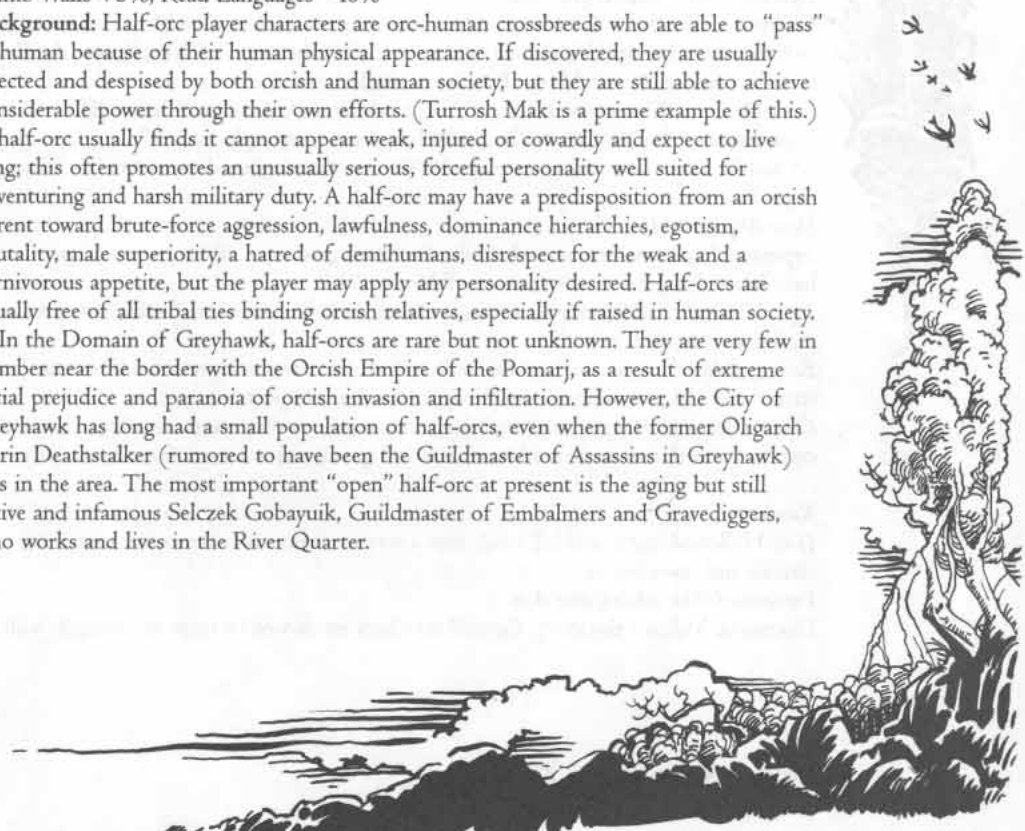 ckground: Half-orc player characters are orc-human crossbreeds who are able to “pass”
human because of their human physical appearance. If discovered, they are usually
ected and despised by both orcish and human society, but they are still able to achieve
nsiderable power through their own efforts. (Turrosh Mak is a prime example of this.)
half-orc usually finds it cannot appear weak, injured or cowardly and expect to live
ng; this often promotes an unusually serious, forceful personality well suited for
venturing and harsh military duty. A half-orc may have a predisposition from an orcish
rent toward brute-force aggression, lawfulness, dominance hierarchies, egotism,
utality, male superiority, a hatred of demihumans, disrespect for the weak and a
rnivorous appetite, but the player may apply any personality desired. Half-orcs are
ually free of all tribal ties binding orcish relatives, especially if raised in human society.
In the Domain of Greyhawk, half-orcs are rare but not unknown. They are very few in
mber near the border with the Orcish Empire of the Pomarj, as a result of extreme
cial prejudice and paranoia of orcish invasion and infiltration. However, the City of
eyhawk has long had a small population of half-orcs, even when the former Oligarch
rin Deathstalker (rumored to have been the Guildmaster of Assassins in Greyhawk)
s in the area. The most important “open” half-orc at present is the aging but still
tive and infamous Selczek Gobayuik, Guildmaster of Embalmers and Gravediggers,
o works and lives in the River Quarter.